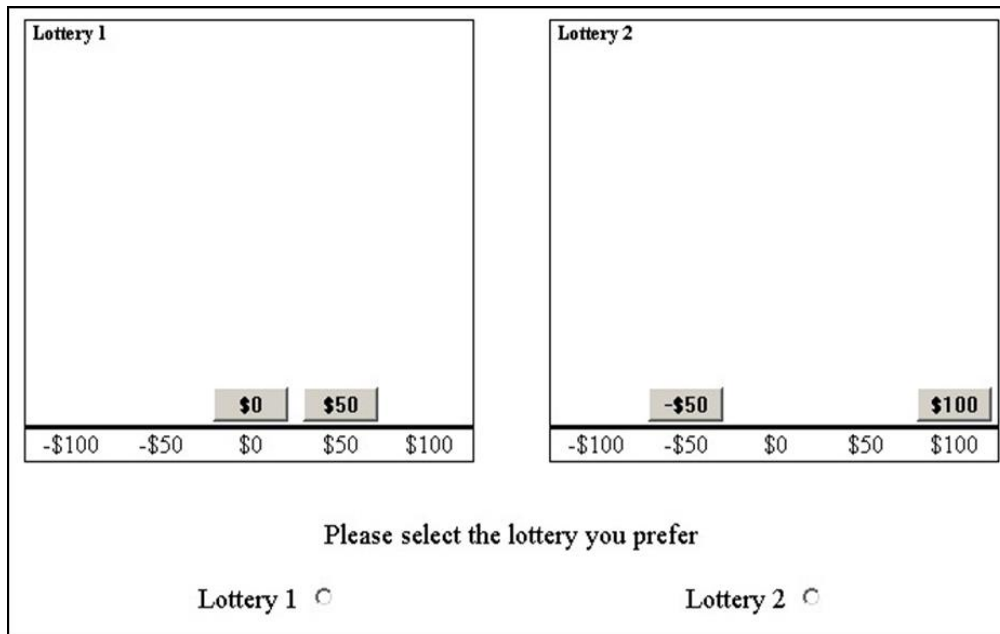 Lottery 1
$0 $50
-$100 -$50 $0 $50 $100
Lottery 2
-$50 $100
-$100 -$50 $0 $50 $100
Please select the lottery you prefer
Lottery 1 Lottery 2